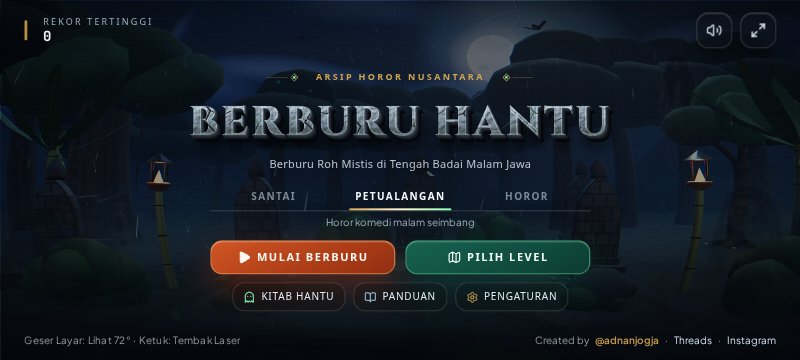 REKOR TERTINGGI
0
ARSIP HOROR NUSANTARA
BERBURU HANTU
Berburu Roh Mistis di Tengah Badai Malam Jawa
SANTAI PETUALANGAN HOROR
Horor komedi malam seimbang
MULAI BERBURU PILIH LEVEL
KITAB HANTU PANDUAN PENGATURAN
Geser Layar: Lihat 72° · Ketuk: Tembak Laser Created by @adnanjogja · Threads · Instagram